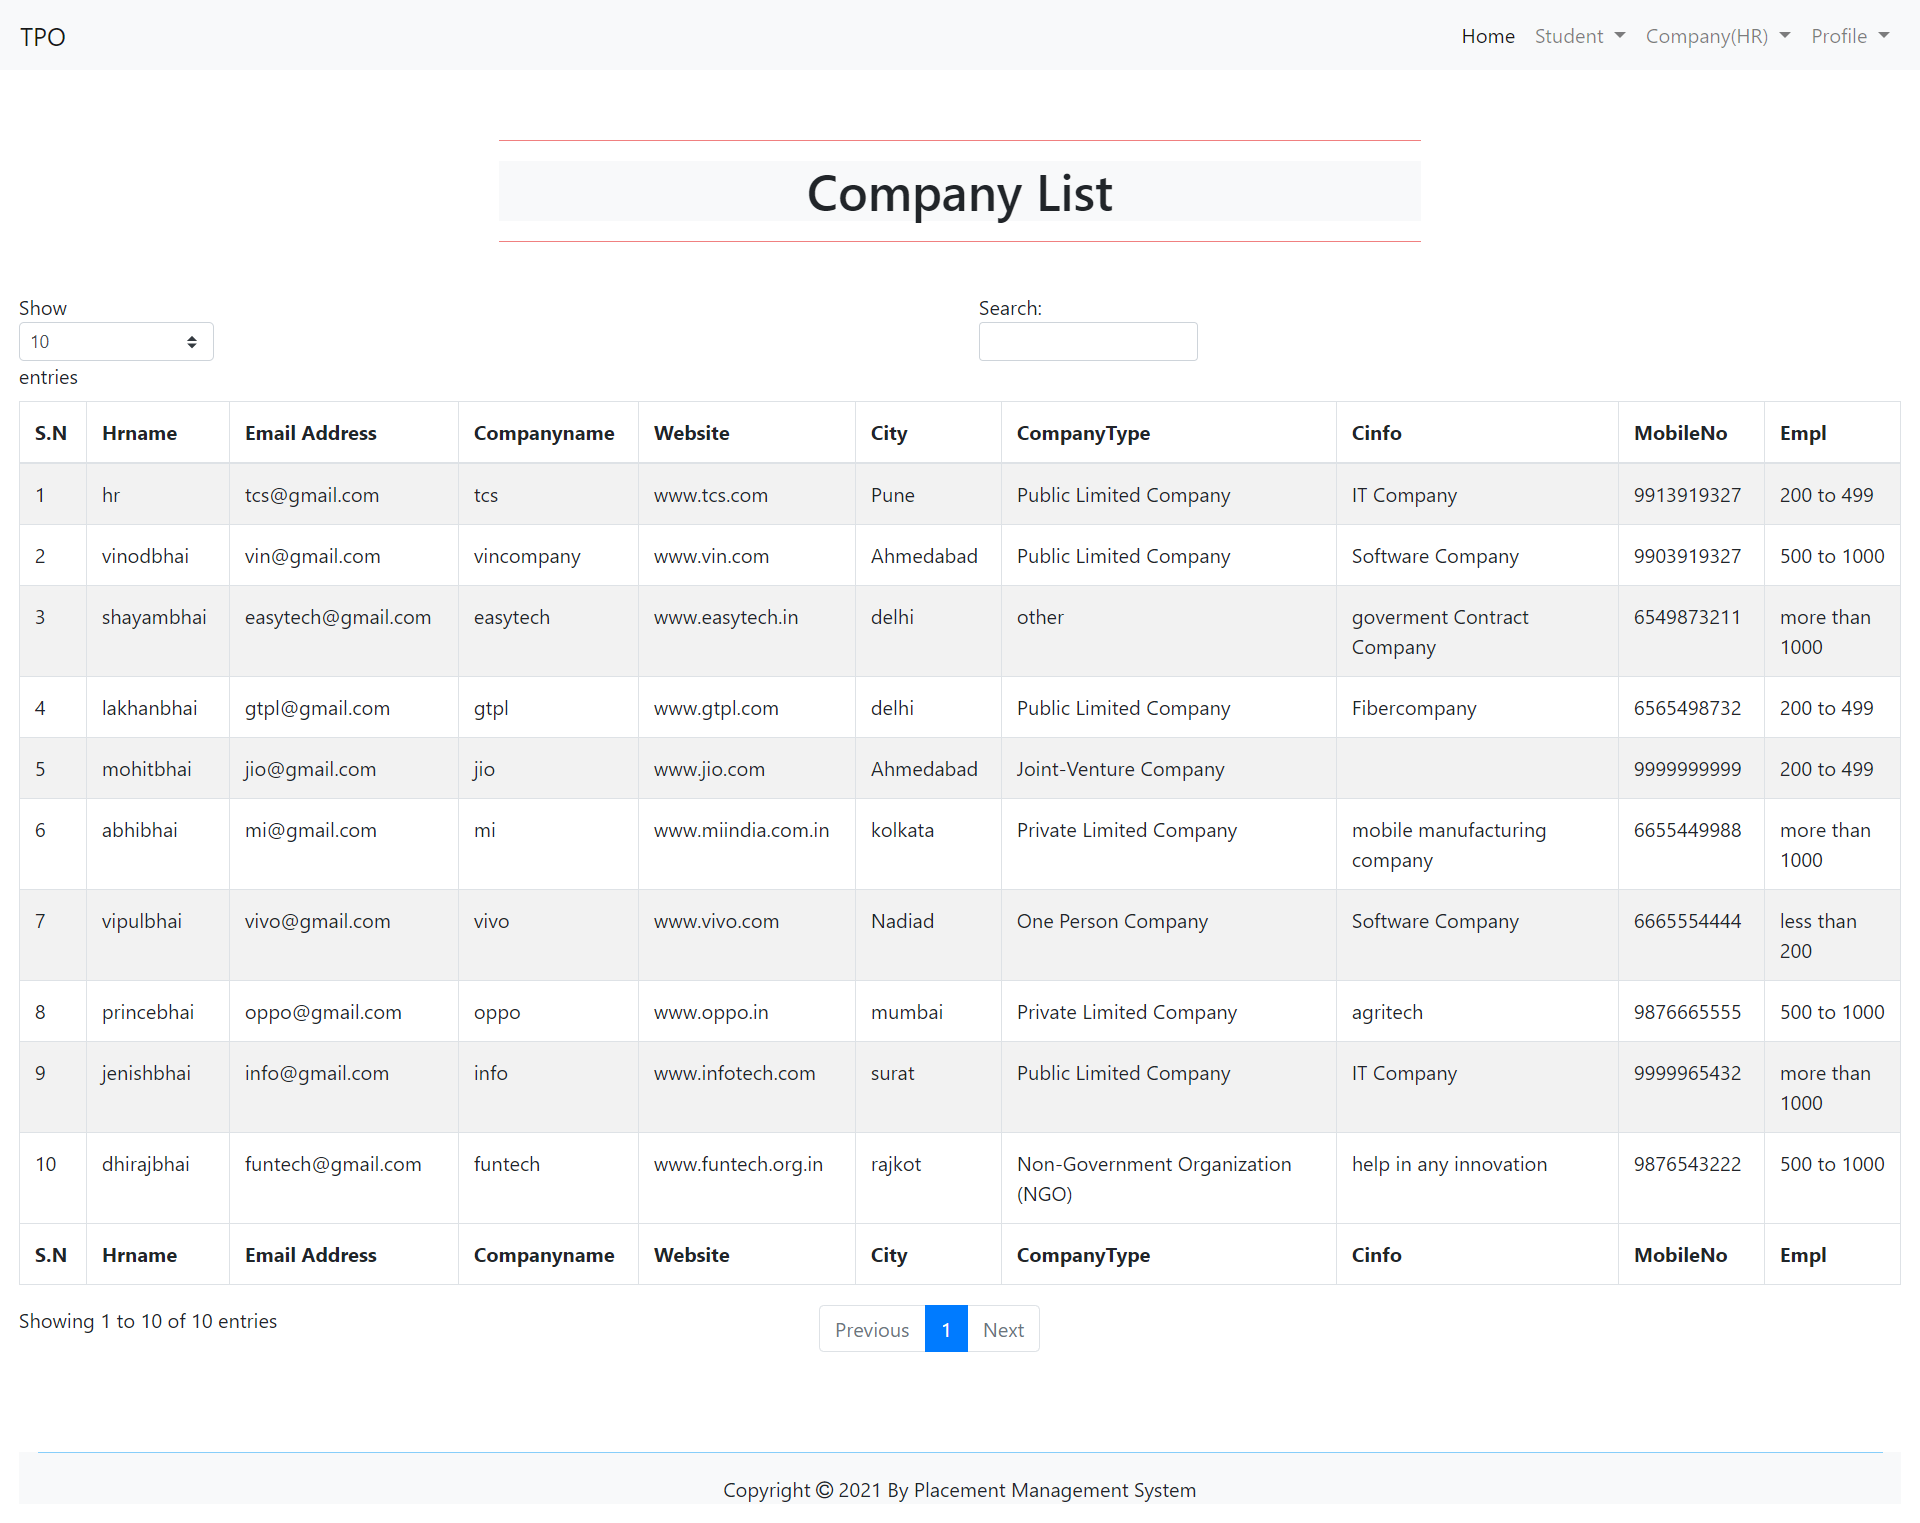 TPO Home Student Company(HR) Profile
Company List
Show Search:
10
entries
S.N Hrname Email Address Companyname Website City CompanyType Cinfo MobileNo Empl
1 hr tcs@gmail.com tcs www.tcs.com Pune Public Limited Company IT Company 9913919327 200 to 499
2 vinodbhai vin@gmail.com vincompany www.vin.com Ahmedabad Public Limited Company Software Company 9903919327 500 to 1000
3 shayambhai easytech@gmail.com easytech www.easytech.in delhi other goverment Contract 6549873211 more than
Company 1000
4 lakhanbhai gtpl@gmail.com gtpl www.gtpl.com delhi Public Limited Company Fibercompany 6565498732 200 to 499
5 mohitbhai jio@gmail.com jio www.jio.com Ahmedabad Joint-Venture Company 9999999999 200 to 499
6 abhibhai mi@gmail.com mi www.miindia.com.in kolkata Private Limited Company mobile manufacturing 6655449988 more than
company 1000
7 vipulbhai vivo@gmail.com vivo www.vivo.com Nadiad One Person Company Software Company 6665554444 less than
200
8 princebhai oppo@gmail.com oppo www.oppo.in mumbai Private Limited Company agritech 9876665555 500 to 1000
9 jenishbhai info@gmail.com info www.infotech.com surat Public Limited Company IT Company 9999965432 more than
1000
10 dhirajbhai funtech@gmail.com funtech www.funtech.org.in rajkot Non-Government Organization help in any innovation 9876543222 500 to 1000
(NGO)
S.N Hrname Email Address Companyname Website City CompanyType Cinfo MobileNo Empl
Showing 1 to 10 of 10 entries Previous 1 Next
Copyright © 2021 By Placement Management System